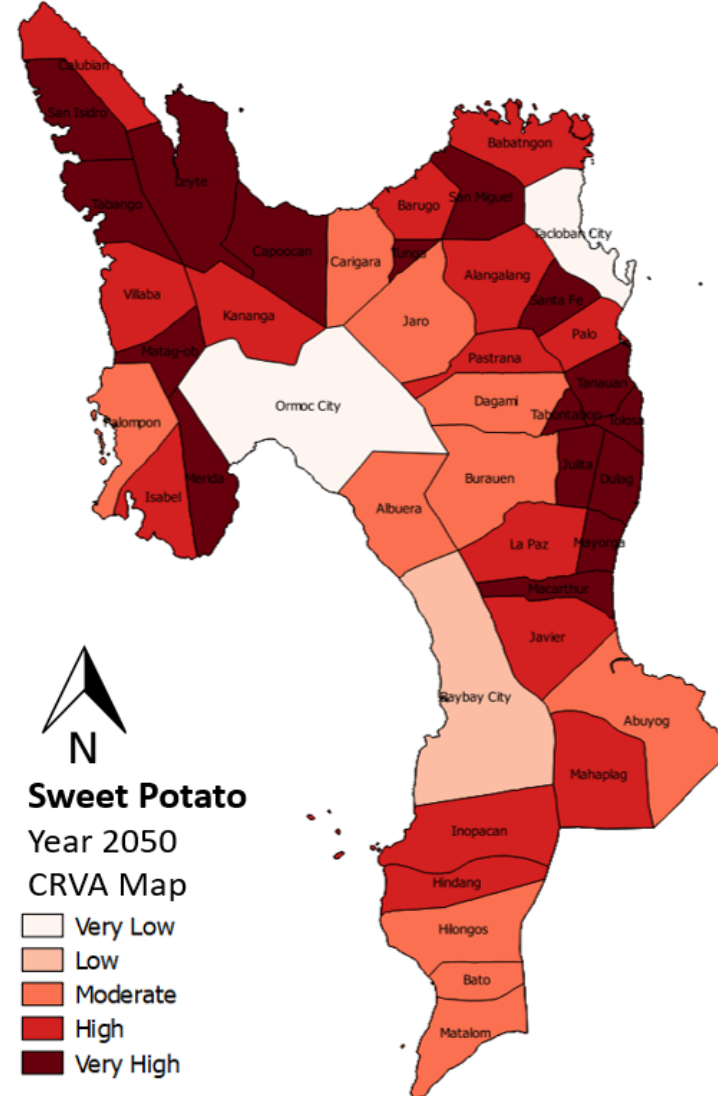 Calubian
San Isidro
Leyte
Tabango
Babatngon
San Miguel
Barugo
Tacloban City
Capoocan
Carigara
Tunga
Alangalang
Santa Fe
Villaba
Kananga
Jaro
Palo
Matag-ob
Pastrana
Tanauan
Ormoc City
Dagami
Tabontabon
Tolosa
Palompon
Merida
Isabel
Julita
Dulag
Burauen
Albuera
La Paz
Mayorga
Macarthur
Javier
Baybay City
Abuyog
Mahaplag
Inopacan
Hindang
Hilongos
Bato
Matalom
N
Sweet Potato
Year 2050
CRVA Map
Very Low
Low
Moderate
High
Very High